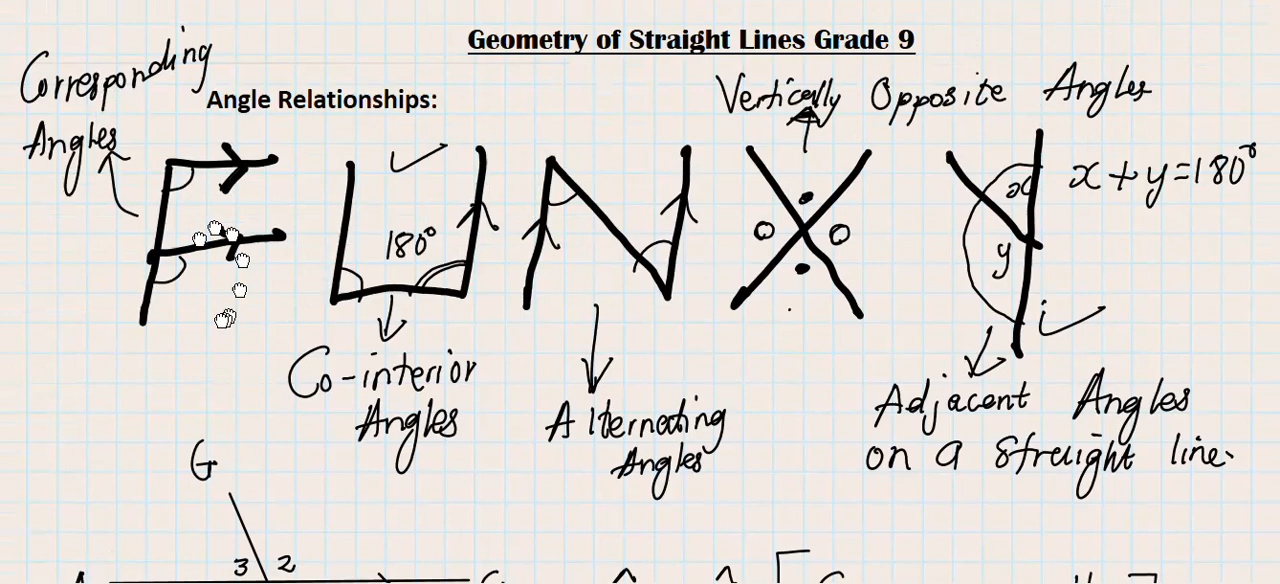 Geometry of Straight Lines Grade 9
Corresponding
Angles
Angle Relationships:
Vertically Opposite Angles
180°
x
y
x + y = 180°
Co-interior
Angles
Alternating
Angles
Adjacent Angles
on a straight line.
G
3 2